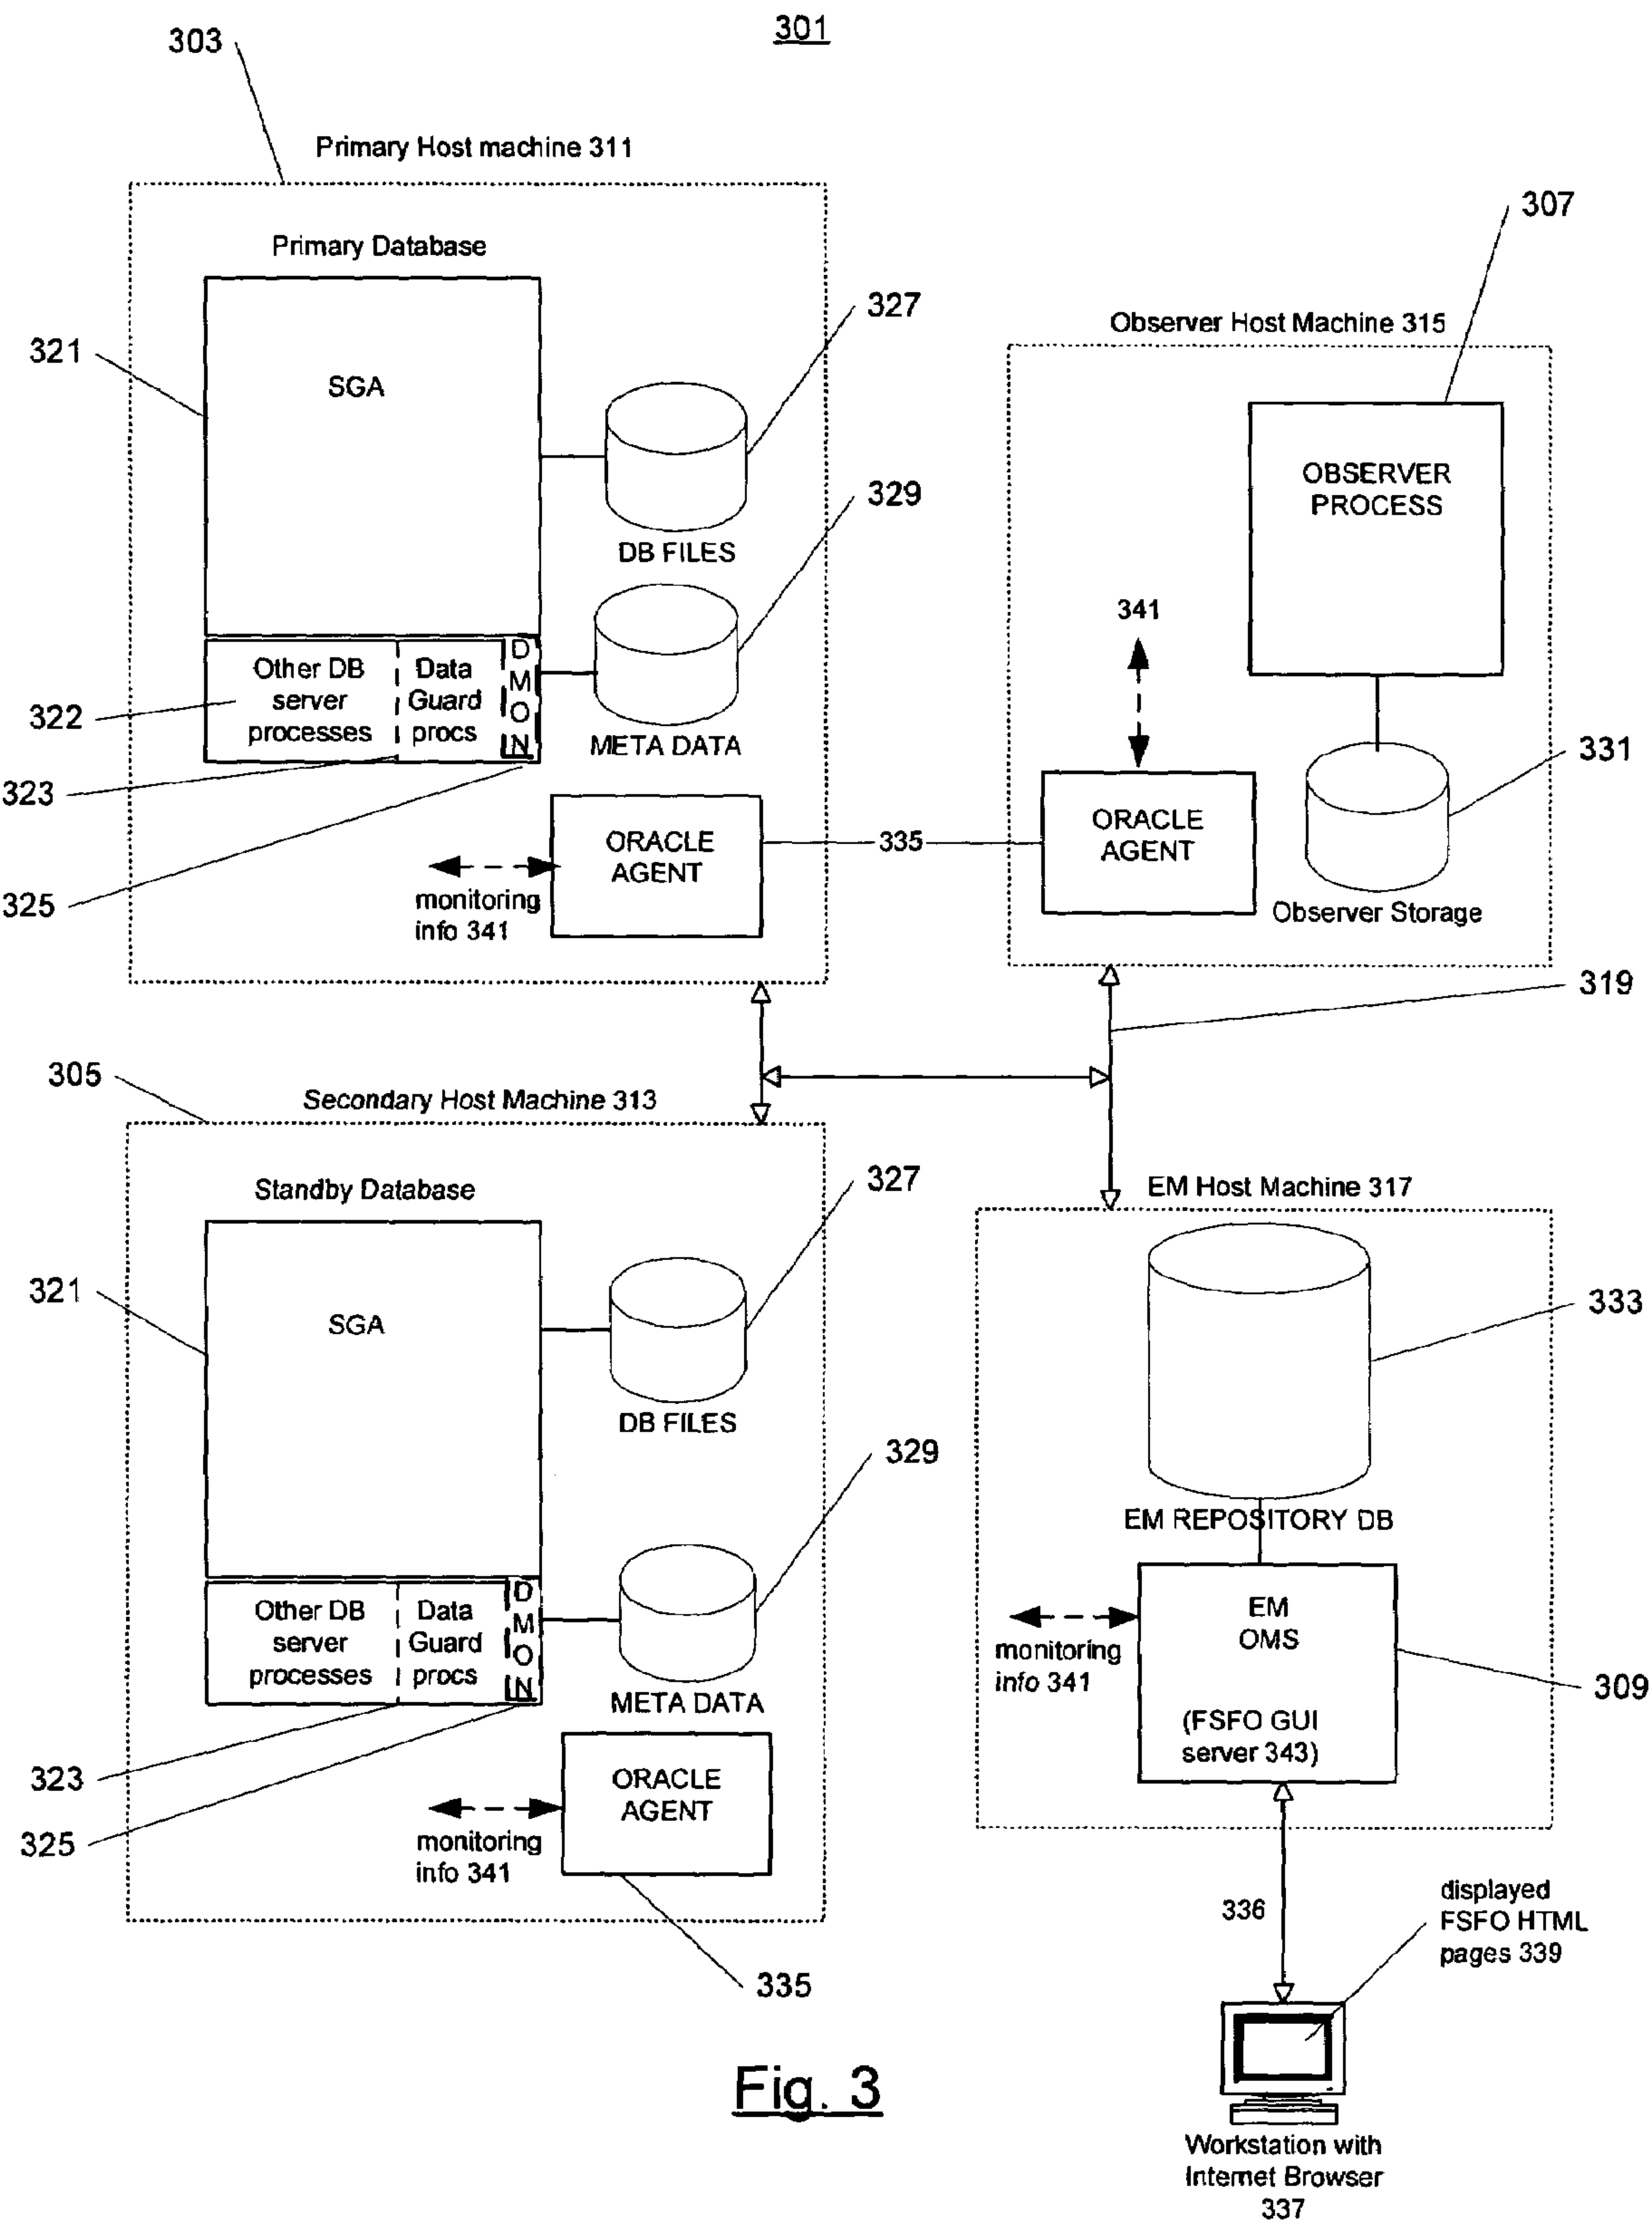 301
303
Primary Host machine 311
Primary Database
321
SGA
327
DB FILES
329
META DATA
Other DB
server
processes
Data
Guard
procs
D
M
O
N
322
323
325
ORACLE
AGENT
monitoring
info 341
335
307
Observer Host Machine 315
OBSERVER
PROCESS
341
331
ORACLE
AGENT
Observer Storage
319
305
Secondary Host Machine 313
Standby Database
321
SGA
327
DB FILES
329
META DATA
Other DB
server
processes
Data
Guard
procs
D
M
O
N
323
325
ORACLE
AGENT
monitoring
info 341
335
EM Host Machine 317
333
EM REPOSITORY DB
EM
OMS
(FSFO GUI
server 343)
monitoring
info 341
309
336
displayed
FSFO HTML
pages 339
Workstation with
Internet Browser
337
Fig. 3